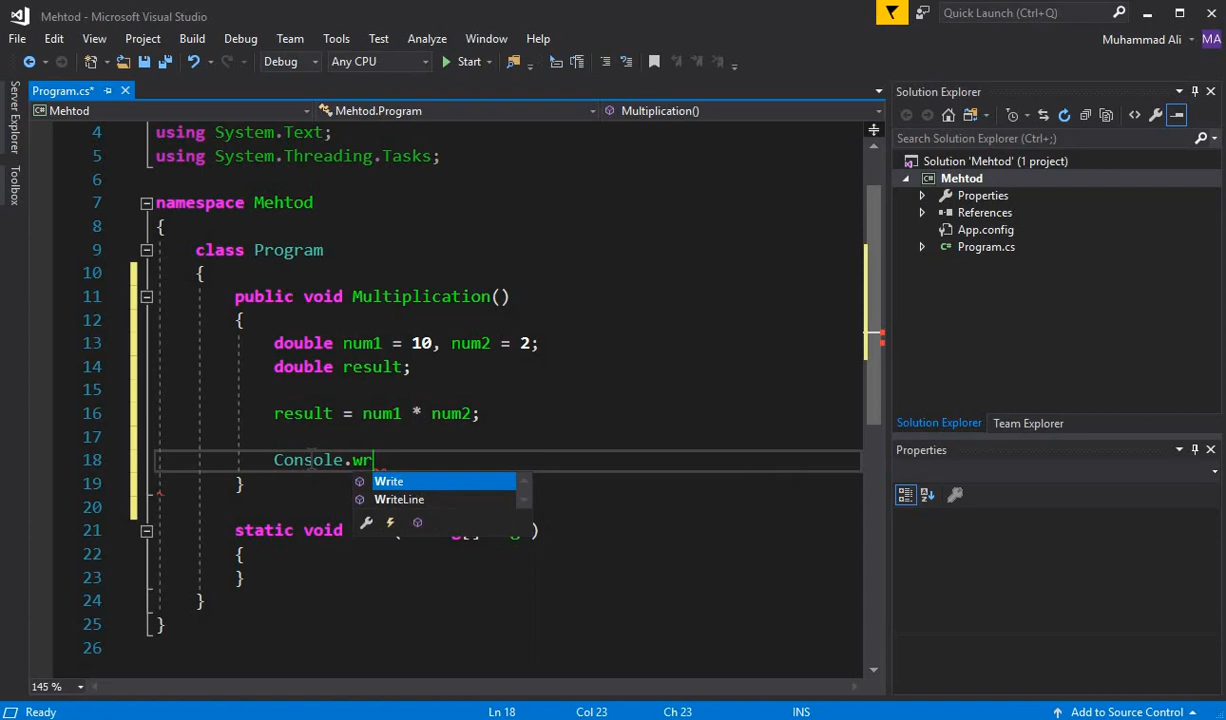 Mehtod - Microsoft Visual Studio
Quick Launch (Ctrl+Q)
File Edit View Project Build Debug Team Tools Test Analyze Window Help
Muhammad Ali MA
Debug Any CPU Start
Server Explorer
Toolbox
Program.cs*
Mehtod Mehtod.Program Multiplication()
4 using System.Text;
5 using System.Threading.Tasks;
6
7 namespace Mehtod
8 {
9 class Program
10 {
11 public void Multiplication()
12 {
13 double num1 = 10, num2 = 2;
14 double result;
15
16 result = num1 * num2;
17
18 Console.wr
Write
WriteLine
19 }
20
21 static void )
22 {
23 }
24 }
25 }
26
145 %
Solution Explorer
Search Solution Explorer (Ctrl+;)
Solution 'Mehtod' (1 project)
Mehtod
Properties
References
App.config
Program.cs
Solution Explorer Team Explorer
Properties
Ready Ln 18 Col 23 Ch 23 INS Add to Source Control